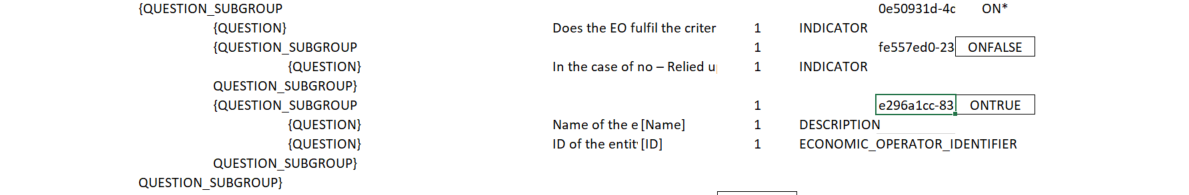 {QUESTION_SUBGROUP 0e50931d-4c ON*
{QUESTION} Does the EO fulfil the criter 1 INDICATOR
{QUESTION_SUBGROUP 1 fe557ed0-23 ONFALSE
{QUESTION} In the case of no – Relied u 1 INDICATOR
QUESTION_SUBGROUP}
{QUESTION_SUBGROUP 1 e296a1cc-83 ONTRUE
{QUESTION} Name of the e [Name] 1 DESCRIPTION
{QUESTION} ID of the entit [ID] 1 ECONOMIC_OPERATOR_IDENTIFIER
QUESTION_SUBGROUP}
QUESTION_SUBGROUP}